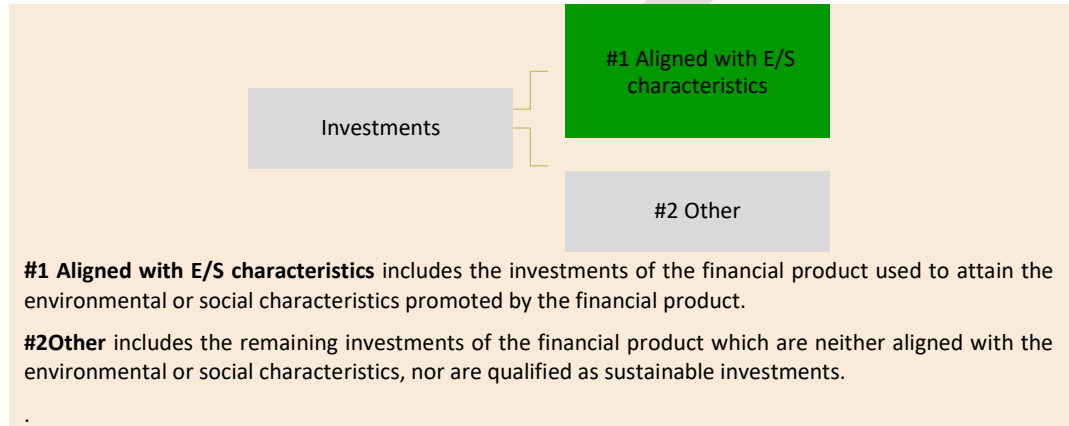 #1 Aligned with E/S
characteristics
Investments
#2 Other
#1 Aligned with E/S characteristics includes the investments of the financial product used to attain the
environmental or social characteristics promoted by the financial product.
#2Other includes the remaining investments of the financial product which are neither aligned with the
environmental or social characteristics, nor are qualified as sustainable investments.
.